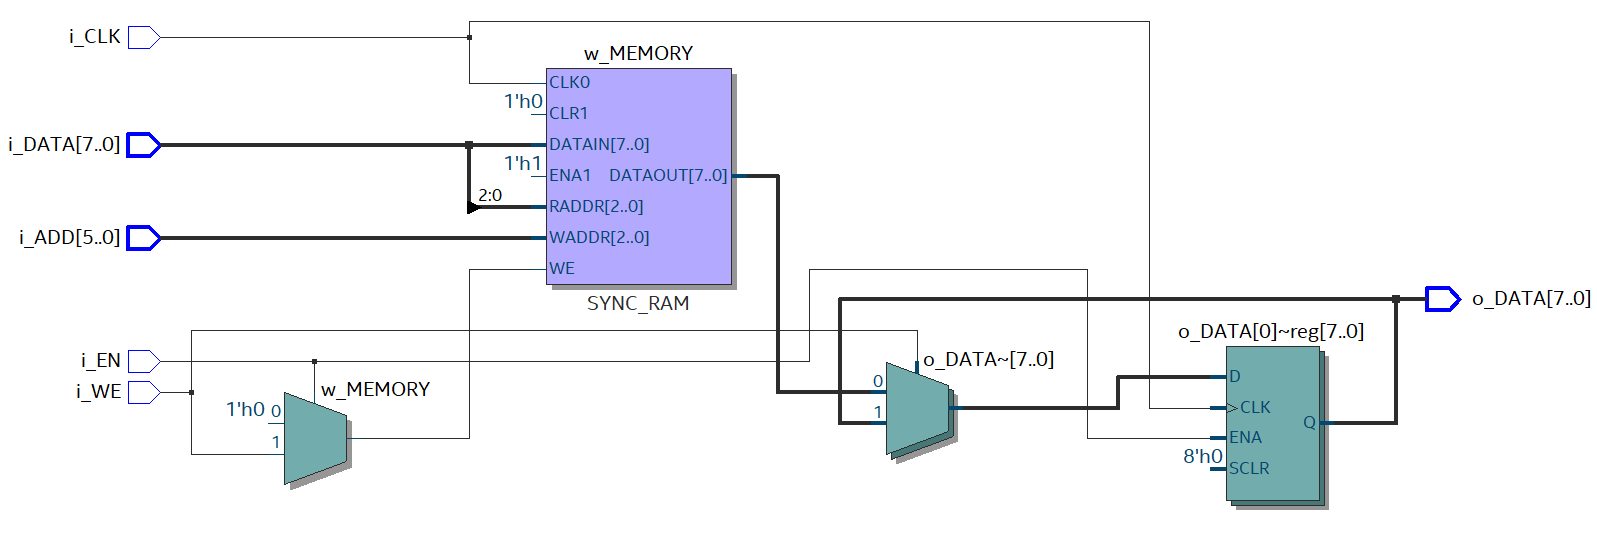 i_CLK
w_MEMORY
CLK0
1'h0
CLR1
i_DATA[7..0]
DATAIN[7..0]
1'h1
ENA1 DATAOUT[7..0]
2:0
RADDR[2..0]
i_ADD[5..0]
WADDR[2..0]
WE
SYNC_RAM
o_DATA[7..0]
o_DATA[0]~reg[7..0]
i_EN
o_DATA~[7..0]
i_WE
w_MEMORY
0
D
1'h0 0
1
CLK
1
Q
ENA
8'h0
SCLR